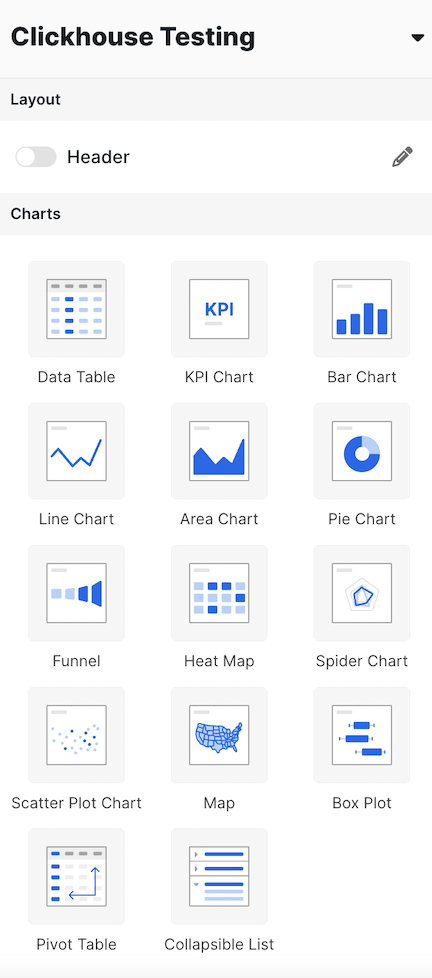 Clickhouse Testing
Layout
Header
Charts
KPI
Data Table
KPI Chart
Bar Chart
Line Chart
Area Chart
Pie Chart
Funnel
Heat Map
Spider Chart
Scatter Plot Chart
Map
Box Plot
Pivot Table
Collapsible List